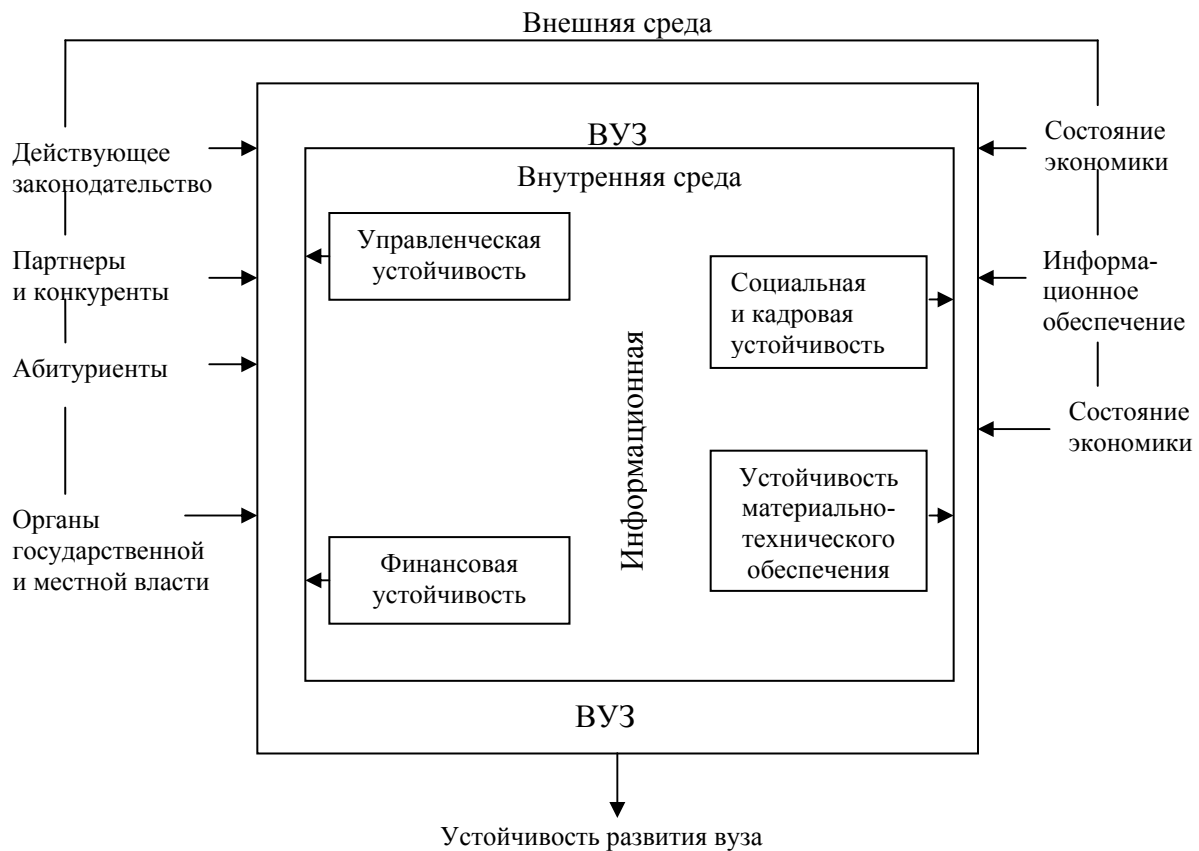 Внешняя среда
Действующее
законодательство
Партнеры
и конкуренты
Абитуриенты
Органы
государственной
и местной власти
ВУЗ
Внутренняя среда
Управленческая
устойчивость
Финансовая
устойчивость
Информационная
Социальная
и кадровая
устойчивость
Устойчивость
материально-
технического
обеспечения
ВУЗ
Состояние
экономики
Информа-
ционное
обеспечение
Состояние
экономики
Устойчивость развития вуза